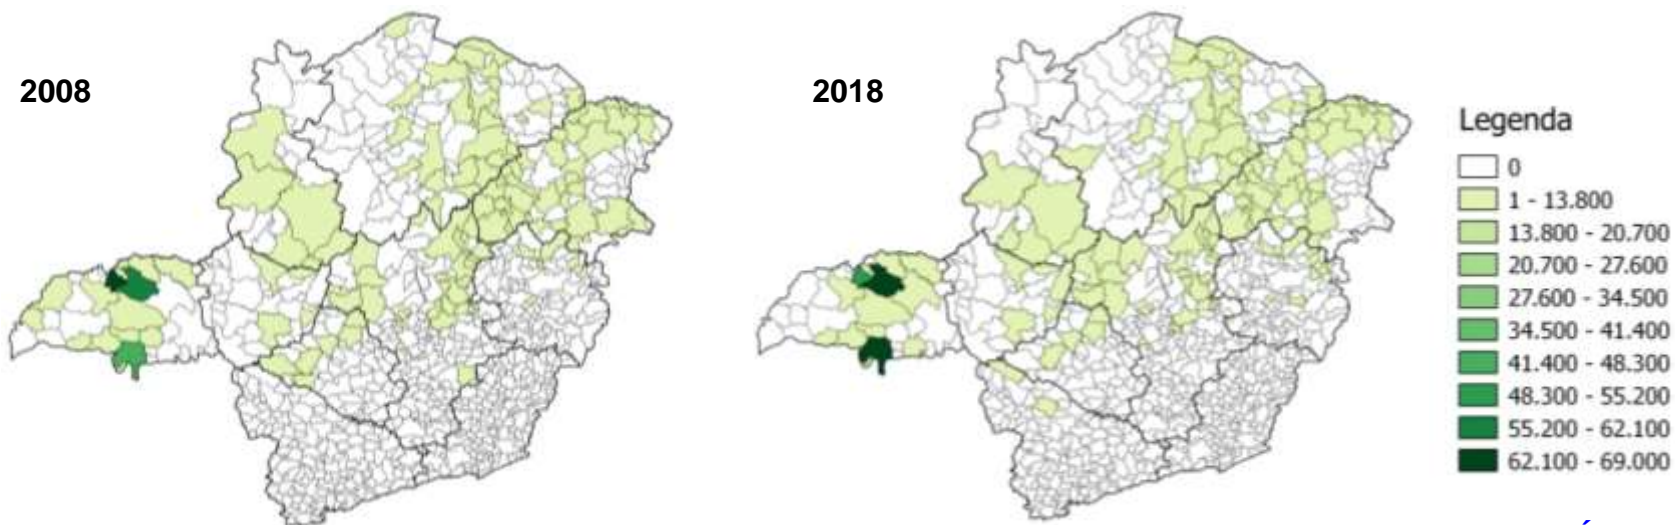 2008
2018
Legenda
0
1 - 13.800
13.800 - 20.700
20.700 - 27.600
27.600 - 34.500
34.500 - 41.400
41.400 - 48.300
48.300 - 55.200
55.200 - 62.100
62.100 - 69.000